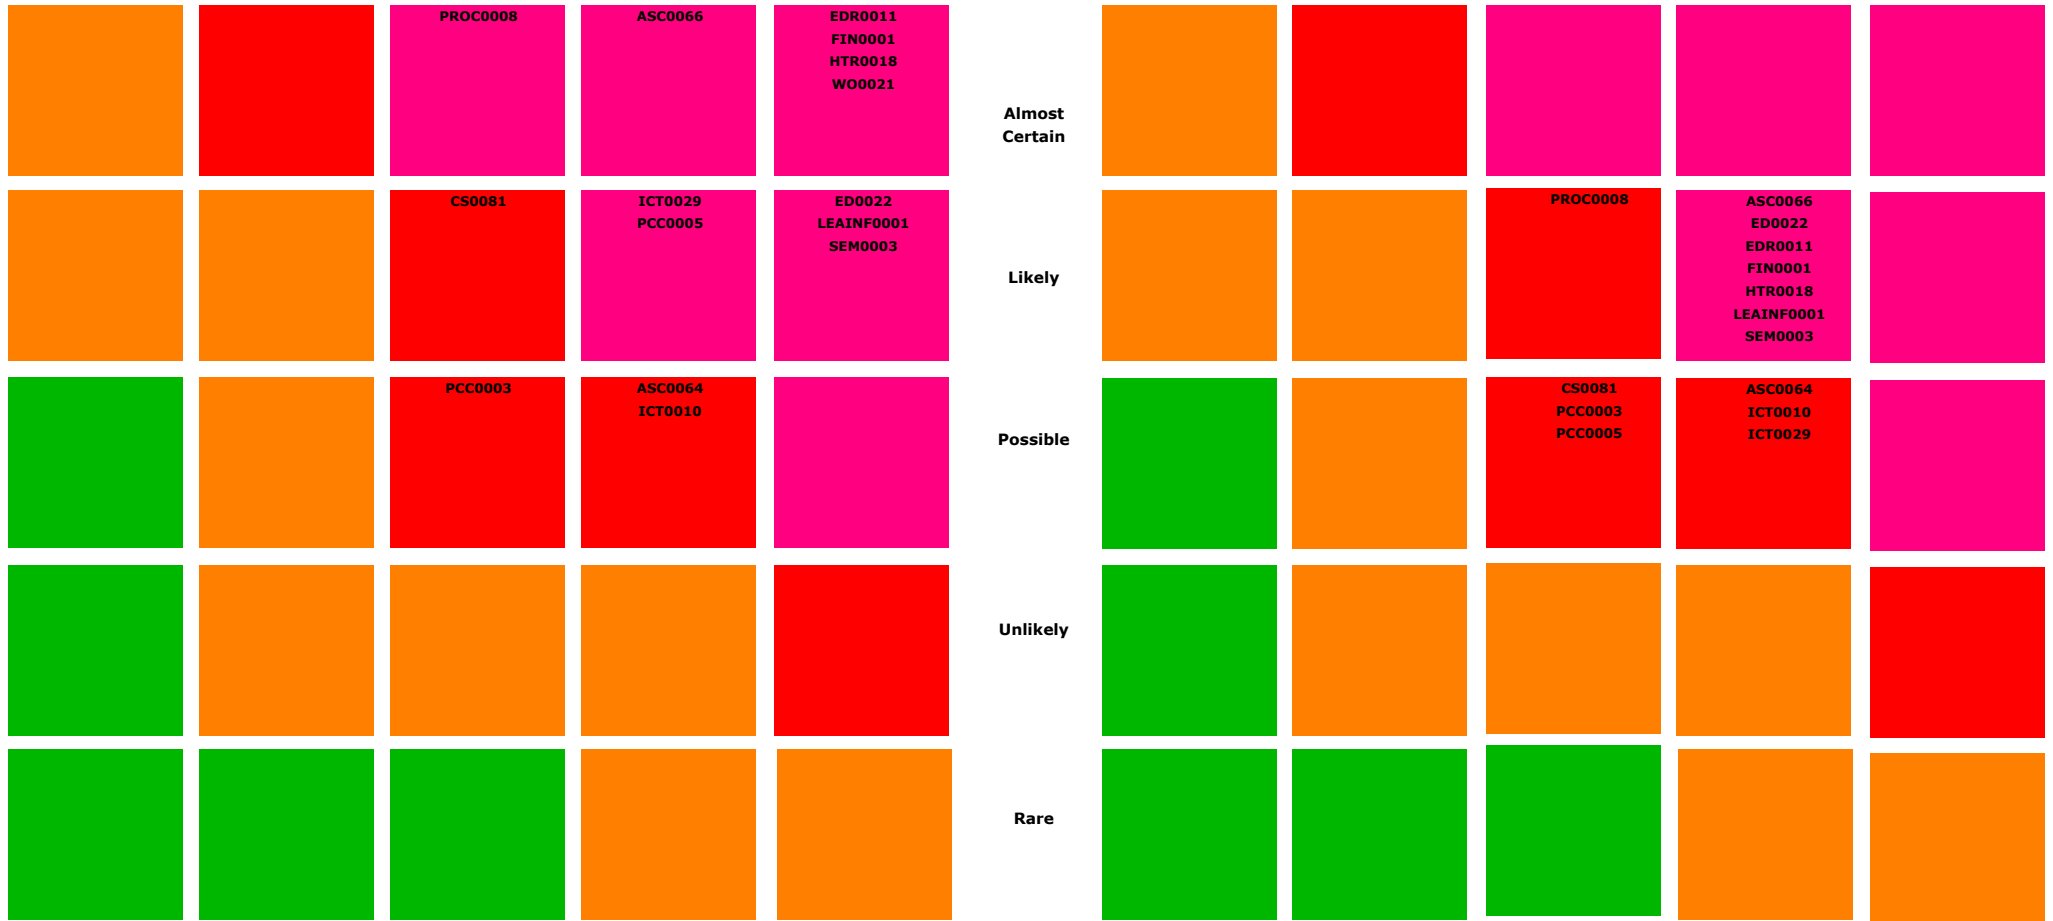 PROC0008
ASC0066
EDR0011
FIN0001
HTR0018
WO0021
Almost
Certain
CS0081
ICT0029
PCC0005
ED0022
LEAINF0001
SEM0003
Likely
PROC0008
ASC0066
ED0022
EDR0011
FIN0001
HTR0018
LEAINF0001
SEM0003
PCC0003
ASC0064
ICT0010
Possible
CS0081
PCC0003
PCC0005
ASC0064
ICT0010
ICT0029
Unlikely
Rare